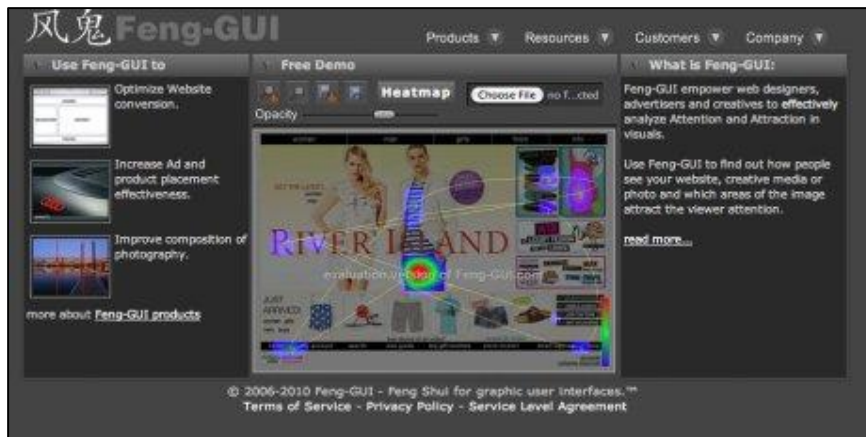 风鬼 Feng-GUI
Products Resources Customers Company
Use Feng-GUI to
Optimize Website
conversion.
Increase Ad and
product placement
effectiveness.
Improve composition of
photography.
more about Feng-GUI products
Free Demo
Heatmap Choose File no f...cted
Opacity
RIVER ISLAND
evaluation version of Feng-GUI.com
JUST
ARRIVED!
What is Feng-GUI:
Feng-GUI empower web designers,
advertisers and creatives to effectively
analyze Attention and Attraction in
visuals.
Use Feng-GUI to find out how people
see your website, creative media or
photo and which areas of the image
attract the viewer attention.
read more...
© 2006-2010 Feng-GUI - Feng Shui for graphic user interfaces.™
Terms of Service - Privacy Policy - Service Level Agreement